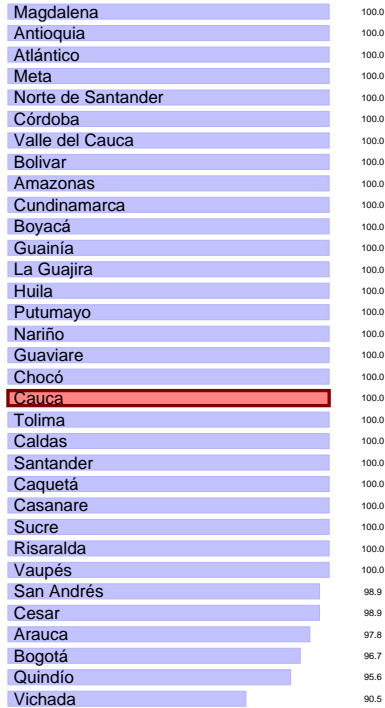 Magdalena 100.0
Antioquia 100.0
Atlántico 100.0
Meta 100.0
Norte de Santander 100.0
Córdoba 100.0
Valle del Cauca 100.0
Bolivar 100.0
Amazonas 100.0
Cundinamarca 100.0
Boyacá 100.0
Guainía 100.0
La Guajira 100.0
Huila 100.0
Putumayo 100.0
Nariño 100.0
Guaviare 100.0
Chocó 100.0
Cauca 100.0
Tolima 100.0
Caldas 100.0
Santander 100.0
Caquetá 100.0
Casanare 100.0
Sucre 100.0
Risaralda 100.0
Vaupés 100.0
San Andrés 98.9
Cesar 98.9
Arauca 97.8
Bogotá 96.7
Quindío 95.6
Vichada 90.5